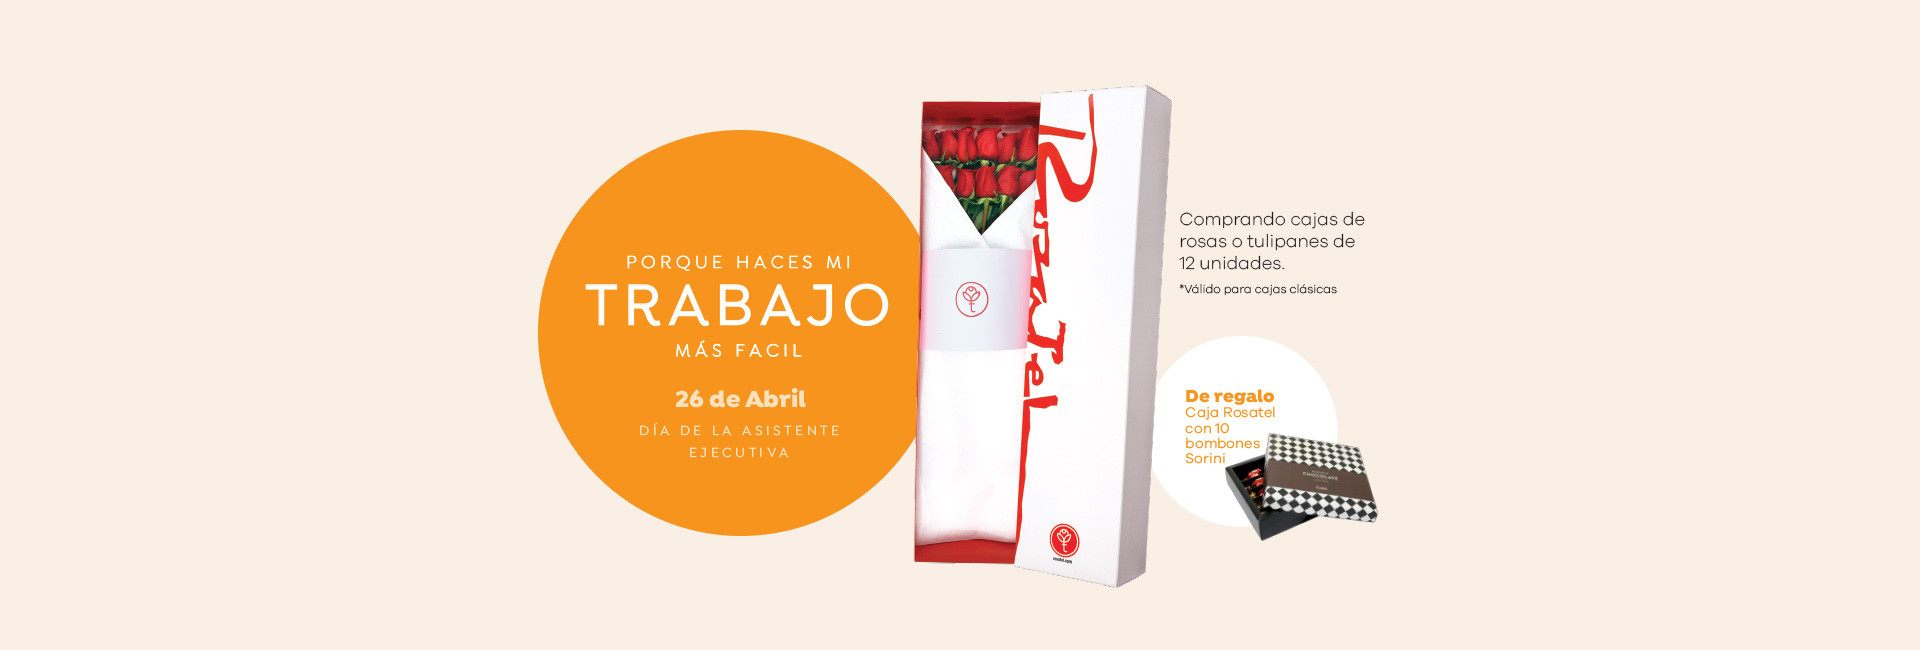 PORQUE HACES MI
TRABAJO
MÁS FACIL
26 de Abril
DÍA DE LA ASISTENTE
EJECUTIVA
Rosatel
Comprando cajas de
rosas o tulipanes de
12 unidades.
*Válido para cajas clásicas
De regalo
Caja Rosatel
con 10
bombones
Sorini
CHOCOLATE